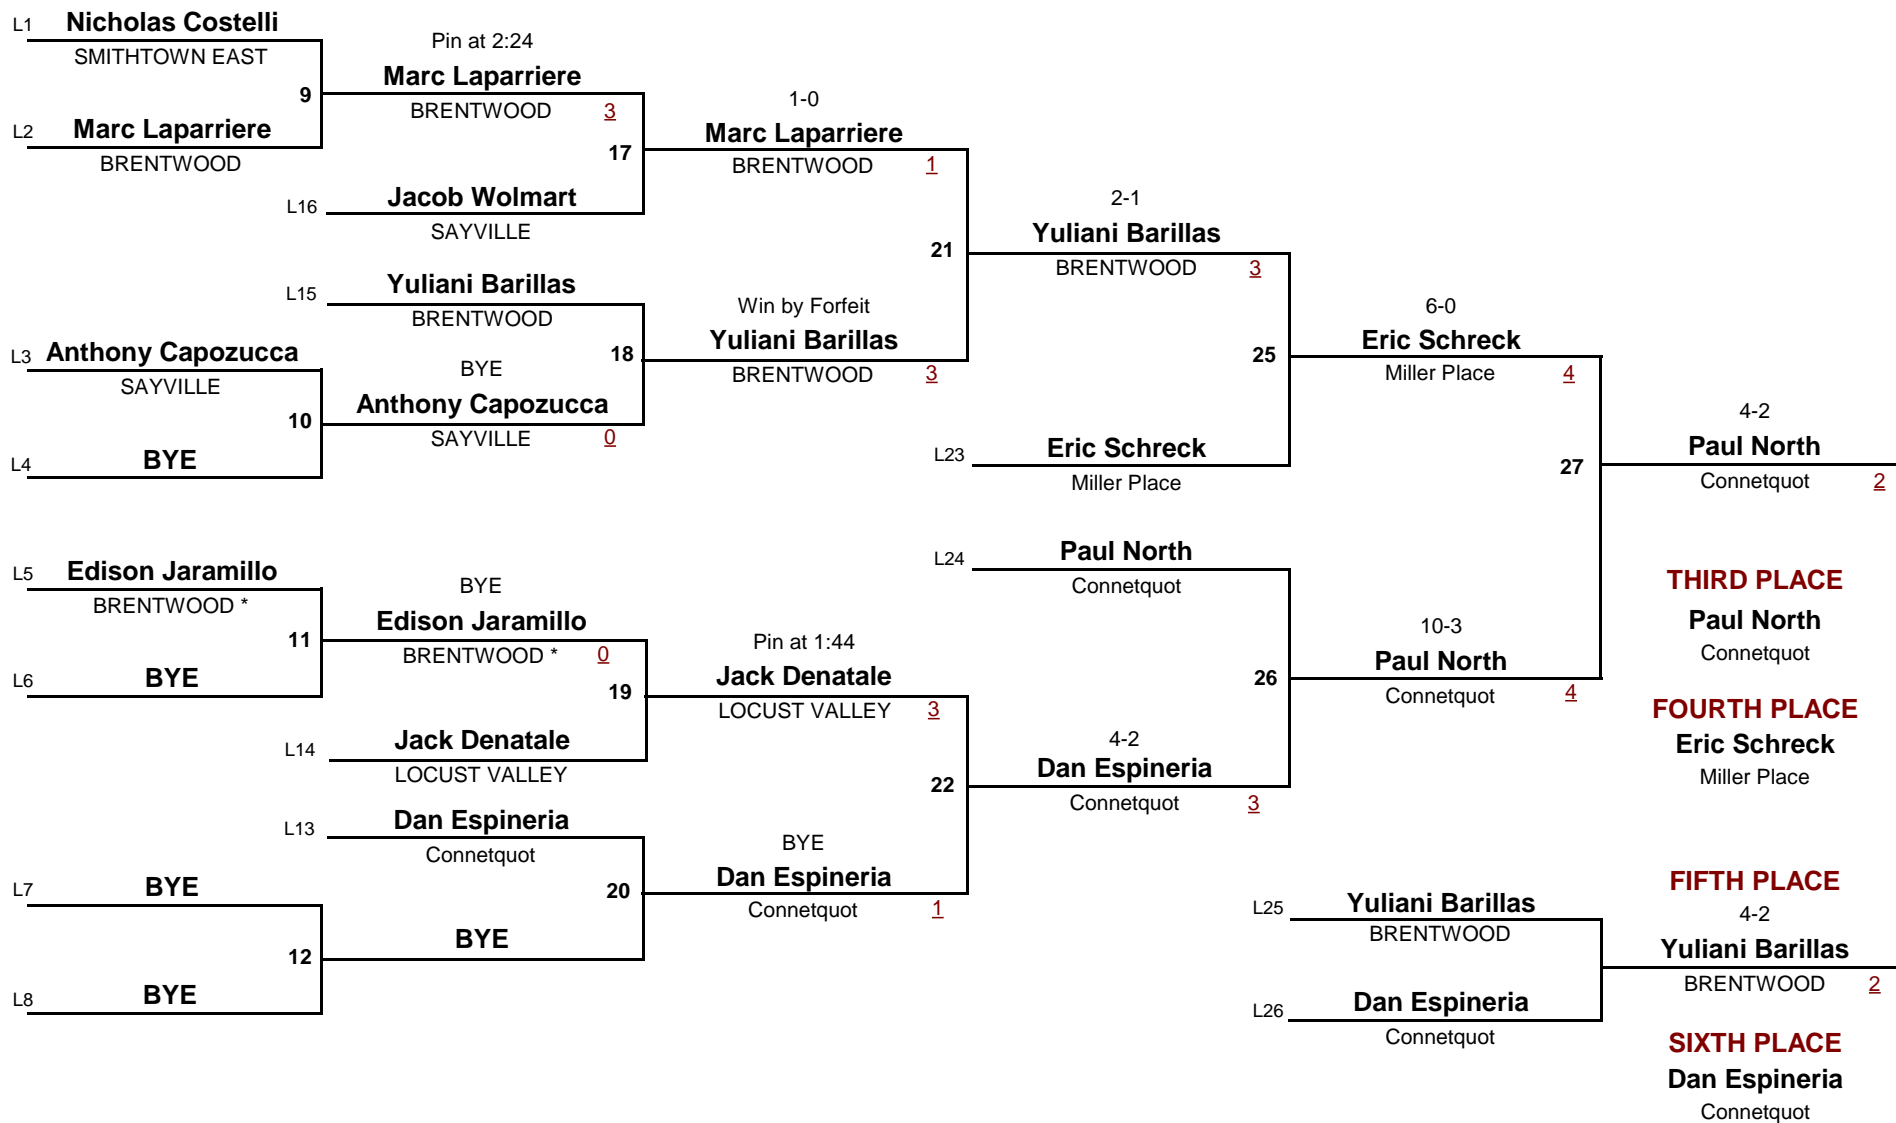 L1 Nicholas Costelli
SMITHTOWN EAST
9
L2 Marc Laparriere
BRENTWOOD
Pin at 2:24
Marc Laparriere
BRENTWOOD 3
17
L16 Jacob Wolmart
SAYVILLE
1-0
Marc Laparriere
BRENTWOOD 1
L15 Yuliani Barillas
BRENTWOOD
18
L3 Anthony Capozucca
SAYVILLE
10
L4 BYE
BYE
Anthony Capozucca
SAYVILLE 0
Win by Forfeit
Yuliani Barillas
BRENTWOOD 3
21
2-1
Yuliani Barillas
BRENTWOOD 3
25
L23 Eric Schreck
Miller Place
6-0
Eric Schreck
Miller Place 4
27
4-2
Paul North
Connetquot 2
L5 Edison Jaramillo
BRENTWOOD *
11
L6 BYE
BYE
Edison Jaramillo
BRENTWOOD * 0
19
L14 Jack Denatale
LOCUST VALLEY
Pin at 1:44
Jack Denatale
LOCUST VALLEY 3
22
L13 Dan Espineria
Connetquot
20
L7 BYE
12
L8 BYE
BYE
BYE
Dan Espineria
Connetquot 1
4-2
Dan Espineria
Connetquot 3
L24 Paul North
Connetquot
26
10-3
Paul North
Connetquot 4
THIRD PLACE
Paul North
Connetquot
FOURTH PLACE
Eric Schreck
Miller Place
L25 Yuliani Barillas
BRENTWOOD
L26 Dan Espineria
Connetquot
FIFTH PLACE
4-2
Yuliani Barillas
BRENTWOOD 2
SIXTH PLACE
Dan Espineria
Connetquot